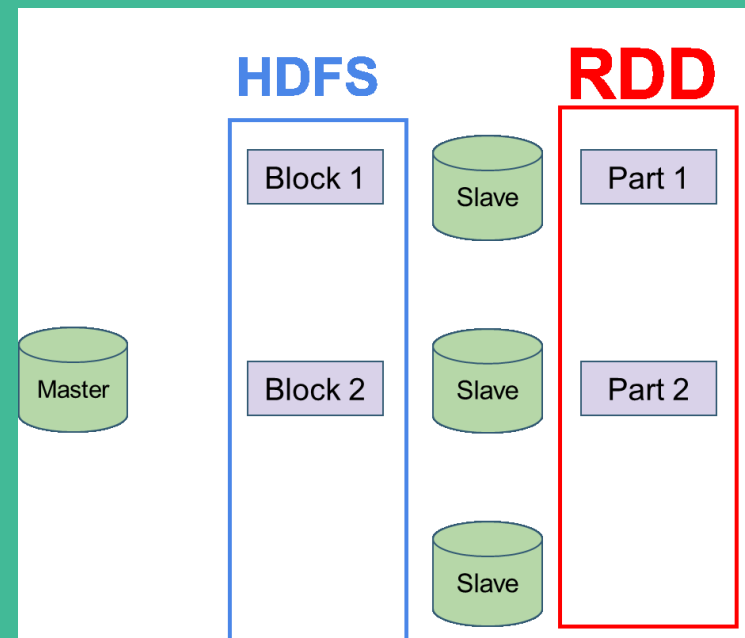 HDFS
RDD
Block 1
Slave
Part 1
Master
Block 2
Slave
Part 2
Slave